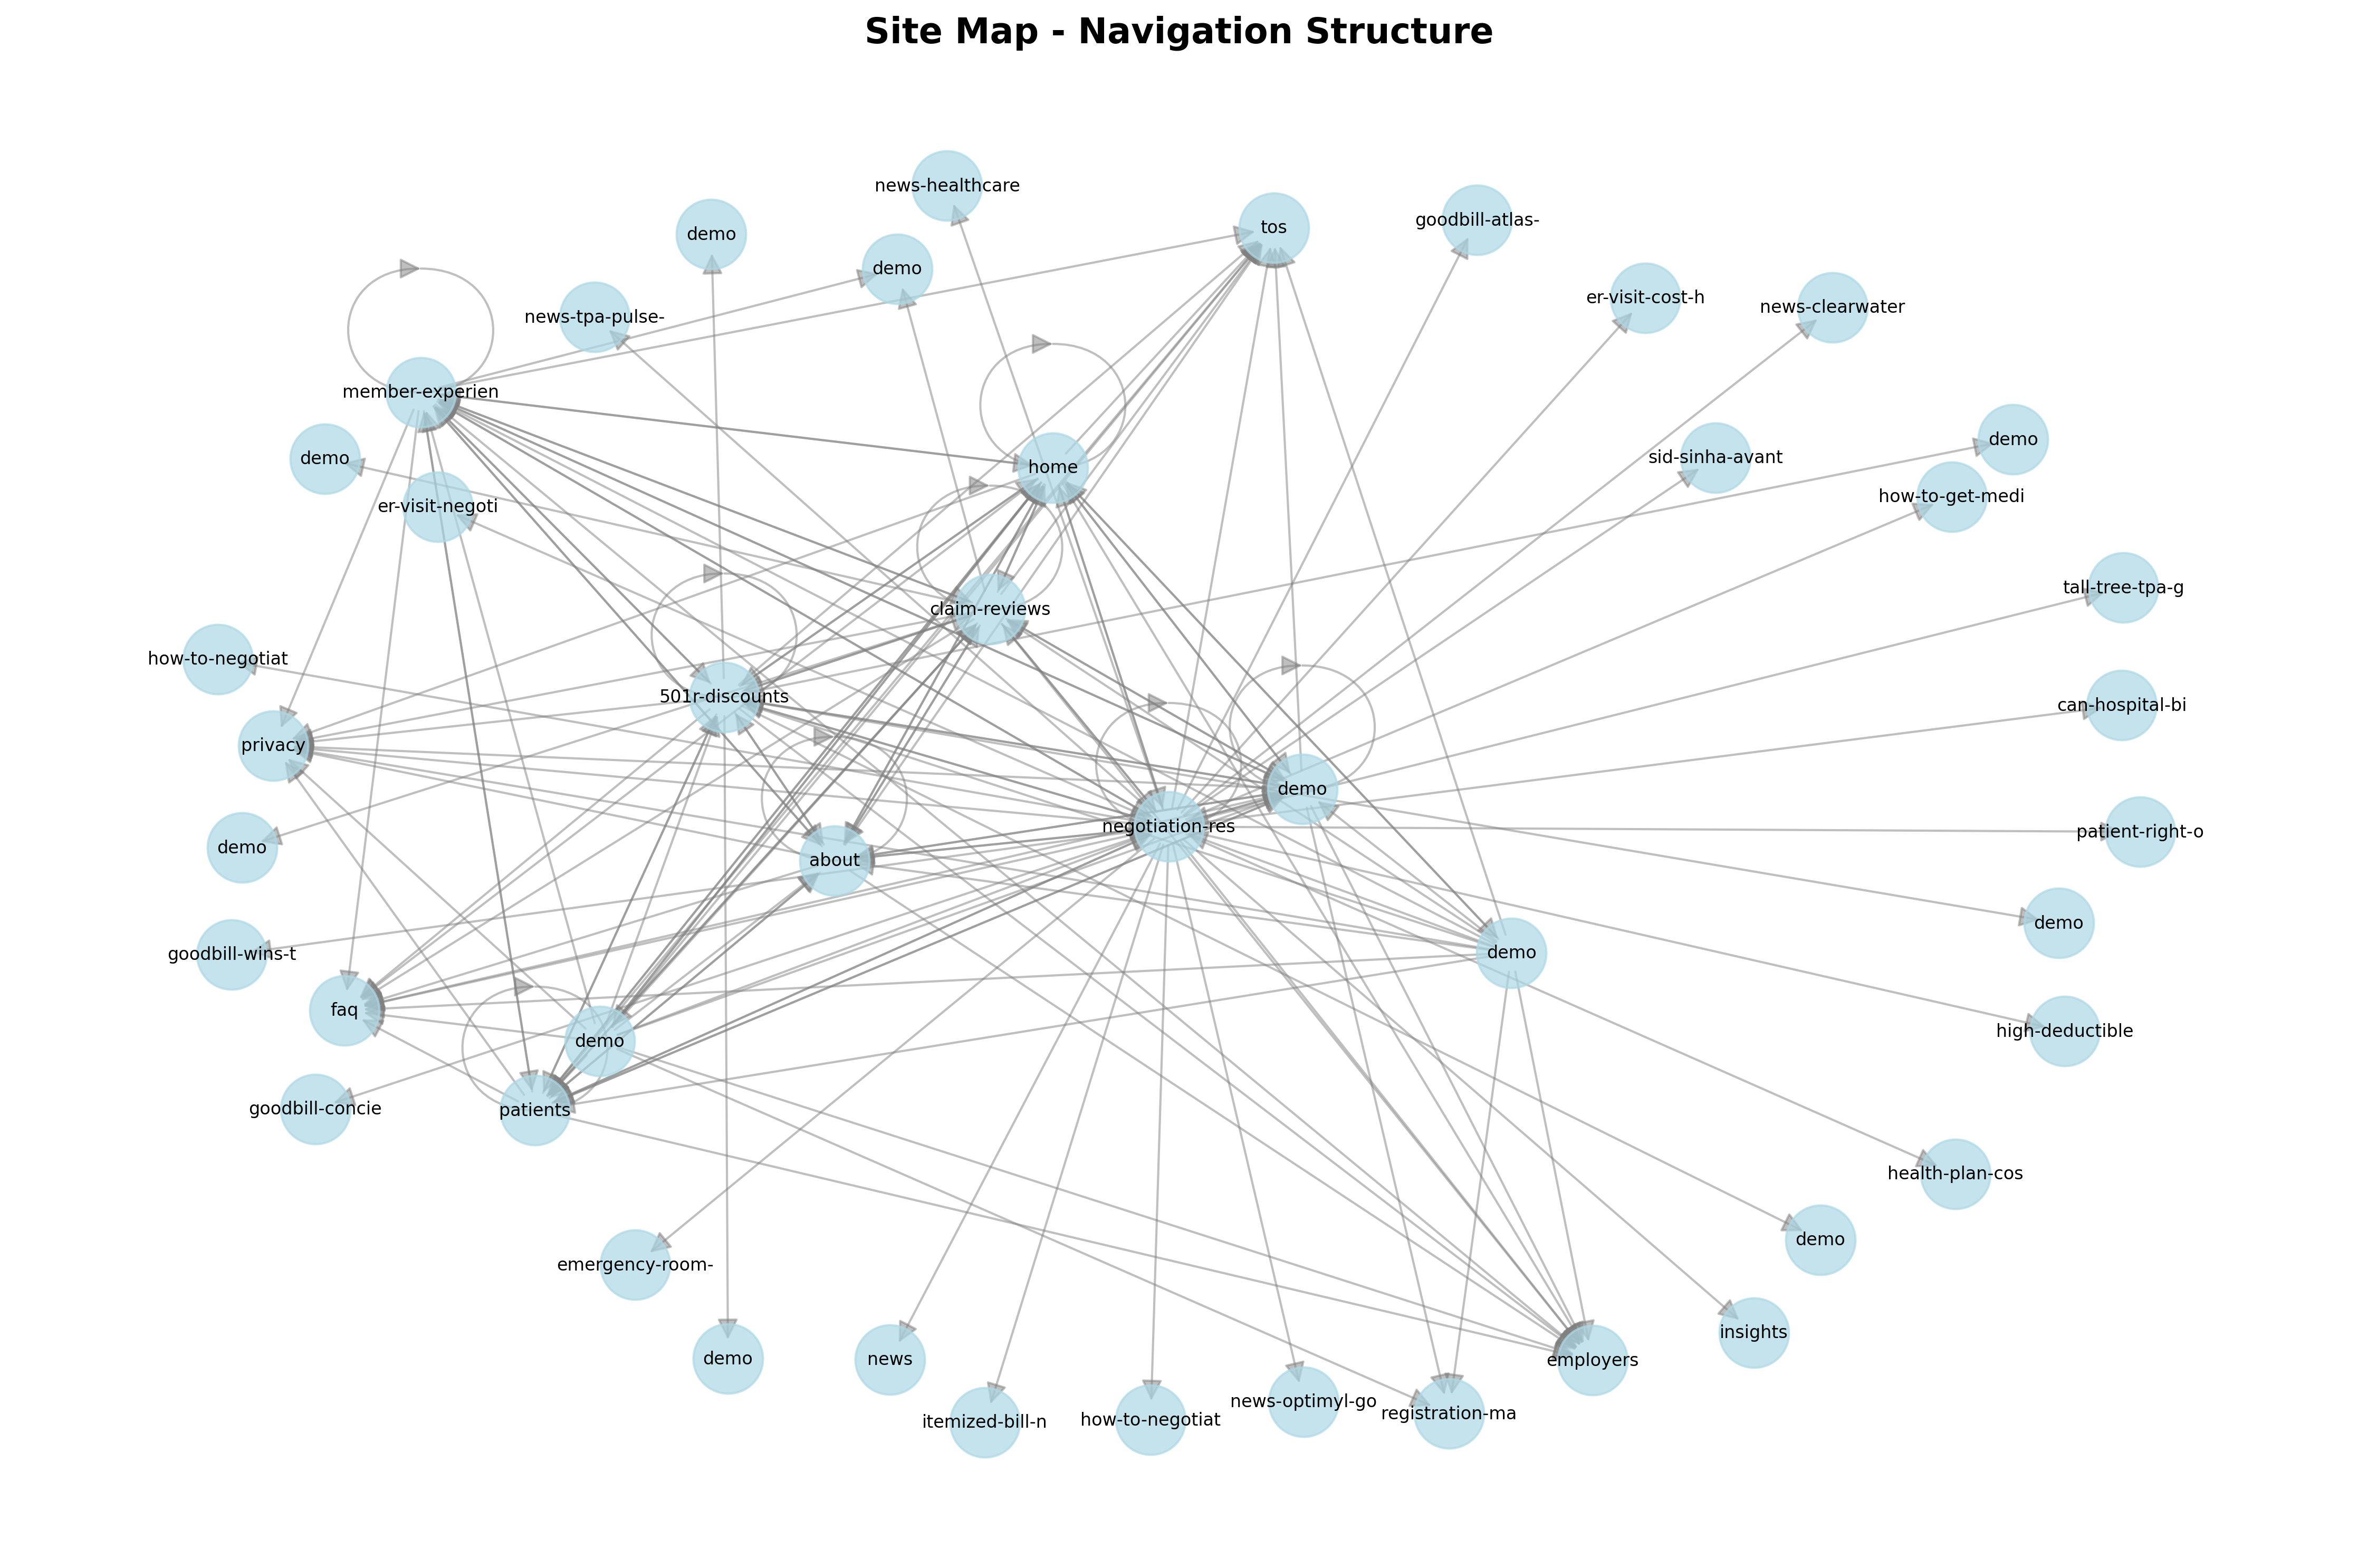 Site Map - Navigation Structure
news-healthcare
goodbill-atlas-
tos
demo
demo
er-visit-cost-h
news-clearwater
news-tpa-pulse-
member-experien
demo
sid-sinha-avant
demo
home
how-to-get-medi
er-visit-negoti
tall-tree-tpa-g
claim-reviews
how-to-negotiat
501r-discounts
can-hospital-bi
privacy
demo
negotiation-res
patient-right-o
demo
about
demo
goodbill-wins-t
demo
faq
high-deductible
demo
goodbill-concie
patients
health-plan-cos
demo
emergency-room-
insights
demo
news
employers
news-optimyl-go
registration-ma
itemized-bill-n
how-to-negotiat